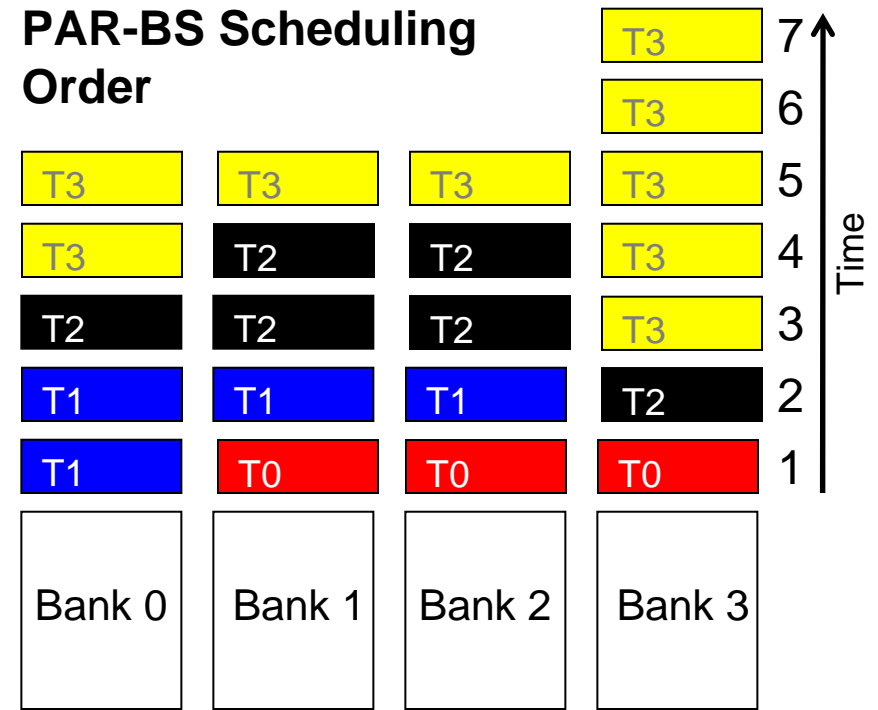 PAR-BS Scheduling
Order
T3 7
T3 6
T3 T3 T3 T3 5
T3 T2 T2 T3 4
T2 T2 T2 T3 3
T1 T1 T1 T2 2
T1 T0 T0 T0 1
Time
Bank 0 Bank 1 Bank 2 Bank 3